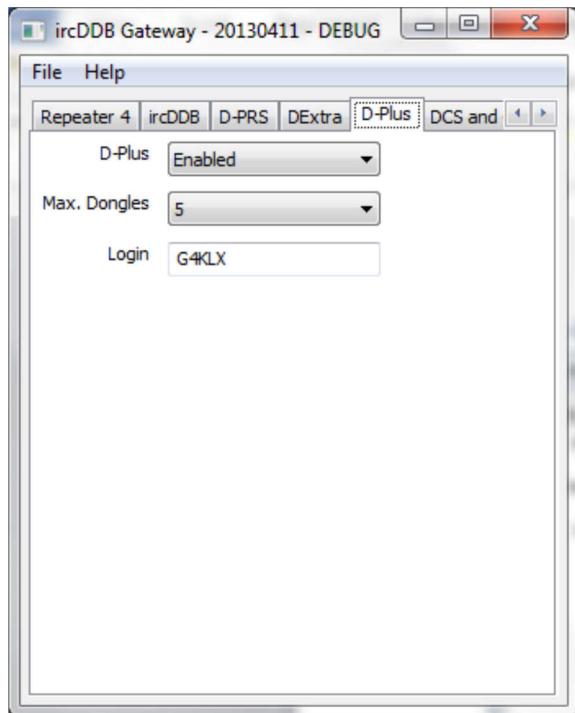 ircDDB Gateway - 20130411 - DEBUG
File Help
Repeater 4 ircDDB D-PRS DExtra D-Plus DCS and
D-Plus Enabled
Max. Dongles 5
Login G4KLX